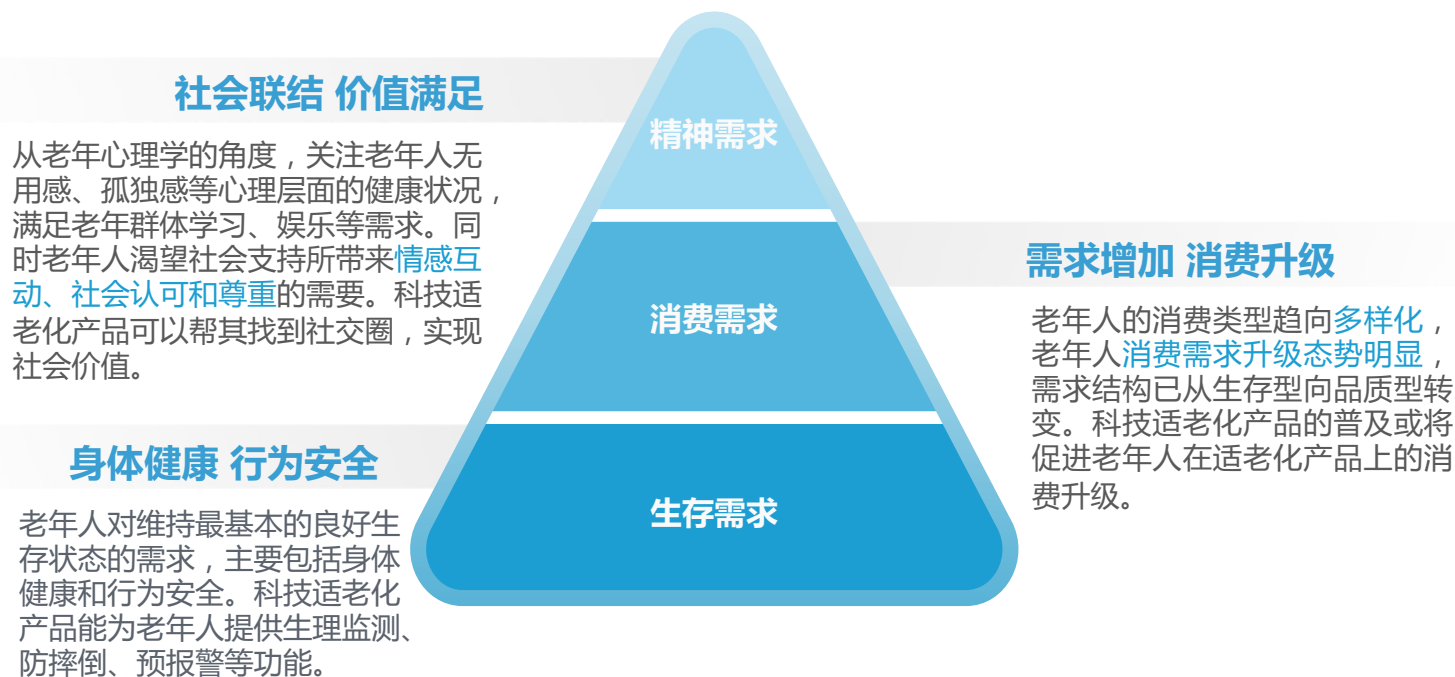 社会联结 价值满足
从老年心理学的角度，关注老年人无
用感、孤独感等心理层面的健康状况，
满足老年群体学习、娱乐等需求。同
时老年人渴望社会支持所带来情感互
动、社会认可和尊重的需要。科技适
老化产品可以帮其找到社交圈，实现
社会价值。
精神需求
需求增加 消费升级
老年人的消费类型趋向多样化，
老年人消费需求升级态势明显，
需求结构已从生存型向品质型转
变。科技适老化产品的普及或将
促进老年人在适老化产品上的消
费升级。
消费需求
身体健康 行为安全
老年人对维持最基本的良好生
存状态的需求，主要包括身体
健康和行为安全。科技适老化
产品能为老年人提供生理监测、
防摔倒、预报警等功能。
生存需求